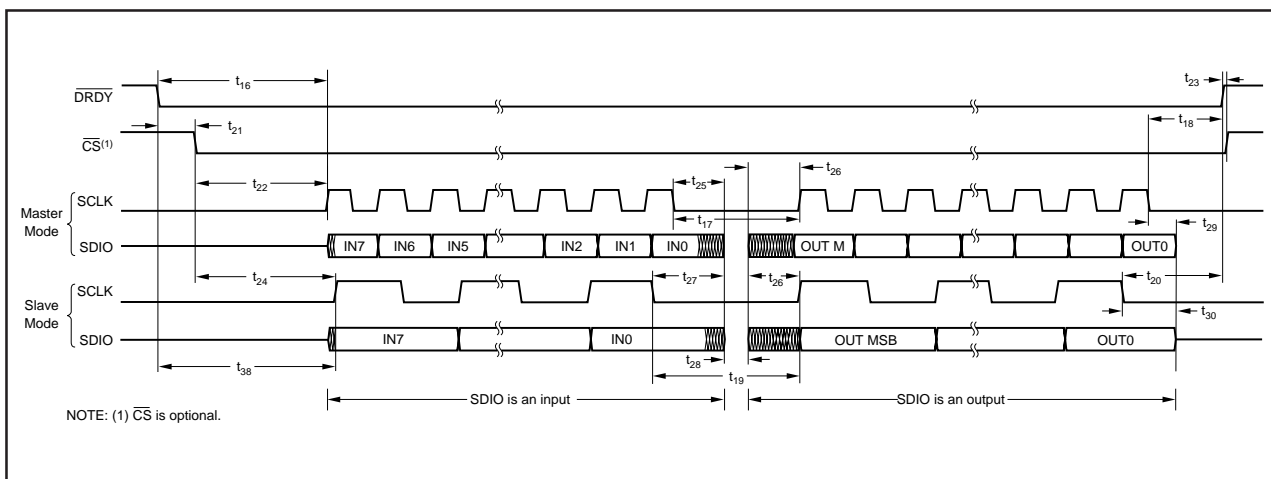 t16
t23
DRDY
t18
t21
CS(1)
t26
t22
t25
SCLK
t17
Master
Mode
t29
SDIO
IN7 IN6 IN5 IN2 IN1 IN0 OUT M OUT0
t24
t27
t26
t20
SCLK
Slave
Mode
t30
SDIO
IN7 IN0 OUT MSB OUT0
t28
t38
t19
SDIO is an input
SDIO is an output
NOTE: (1) CS is optional.